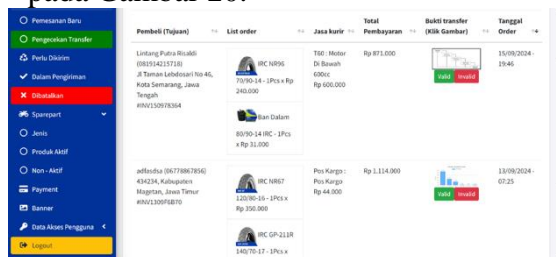 pada Gambar 20.
Pemesanan Baru
Pengecekan Transfer
Perlu Dikirim
Dalam Pengiriman
Dibatalkan
Sparepart
Jenis
Produk Aktif
Non - Aktif
Payment
Banner
Data Akses Pengguna
Logout
Pembeli (Tujuan)
List order
Jasa kurir
Total
Pembayaran
Bukti transfer
(Klik Gambar)
Tanggal
Order
Lintang Putra Risaldi
(081914215718)
Jl Taman Lebdosari No 46,
Kota Semarang, Jawa
Tengah
#INV150978364
IRC NR96
70/90-14 - 1Pcs x Rp
240.000
Ban Dalam
80/90-14 IRC - 1Pcs
x Rp 31.000
T60 : Motor
Di Bawah
600cc
Rp 600.000
Rp 871.000
Valid
Invalid
15/09/2024 -
19:46
adfasdsa (06778867856)
434234, Kabupaten
Magetan, Jawa Timur
#INV1309F6B70
IRC NR67
120/80-16 - 1Pcs x
Rp 350.000
IRC GP-211R
140/70-17 - 1Pcs x
Pos Kargo :
Pos Kargo
Rp 44.000
Rp 1.114.000
Valid
Invalid
13/09/2024 -
07:25